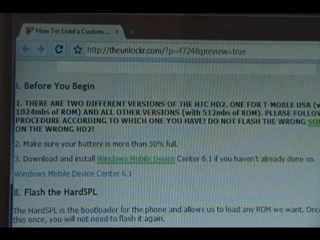 How To: Load a Custom ...
http://theunlockr.com/?p=4724&preview=true
I. Before You Begin
1. THERE ARE TWO DIFFERENT VERSIONS OF THE HTC HD2. ONE FOR T-MOBLE USA (w
1024mbs of ROM) AND ALL OTHER VERSIONS (with 512mbs of ROM). PLEASE FOLLOW
PROCEDURE ACCORDING TO WHICH ONE YOU HAVE! DO NOT FLASH THE WRONG
ON THE WRONG HD2!
2. Make sure your battery is more than 50% full.
3. Download and install Windows Mobile Device Center 6.1 if you haven't already done so.
Windows Mobile Device Center 6.1
II. Flash the HardSPL
The HardSPL is the bootloader for the phone and allows us to load any ROM we want. Once
this once, you will not need to flash it again.